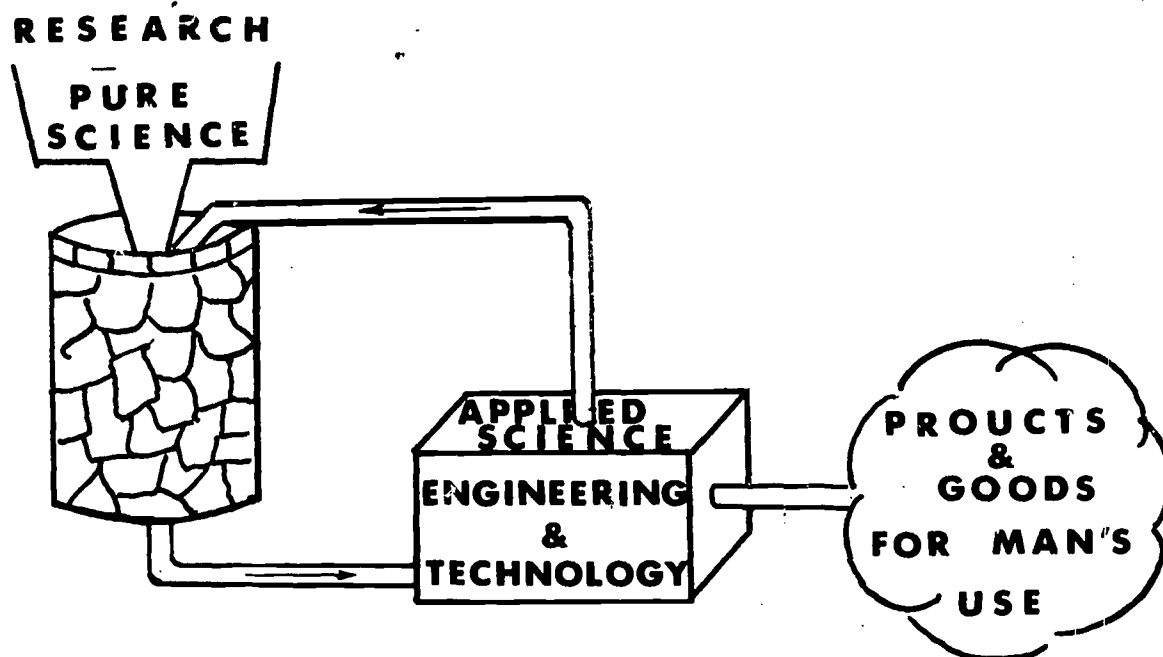 RESEARCH
PURE
SCIENCE
APPLIED
SCIENCE
ENGINEERING
&
TECHNOLOGY
PROUCTS
&
GOODS
FOR MAN'S
USE